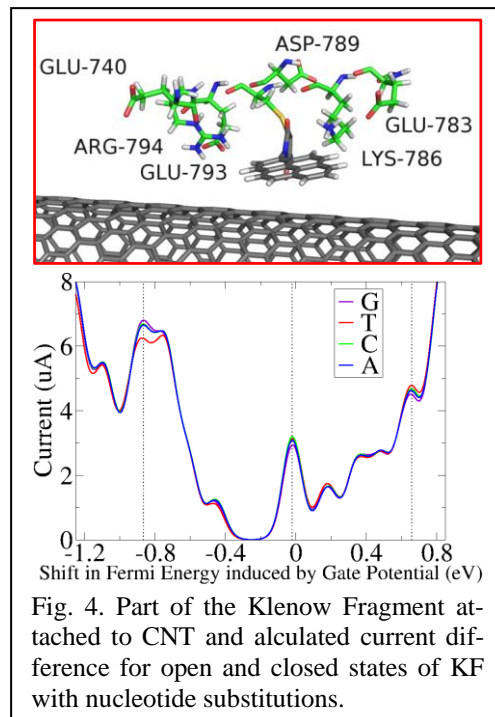 ASP-789
GLU-740
ARG-794
GLU-793
GLU-783
LYS-786
8
6
4
2
0
Current (uA)
G
T
C
A
-1.2 -0.8 -0.4 0 0.4 0.8
Shift in Fermi Energy induced by Gate Potential (eV)
Fig. 4. Part of the Klenow Fragment at-
tached to CNT and alculated current dif-
ference for open and closed states of KF
with nucleotide substitutions.